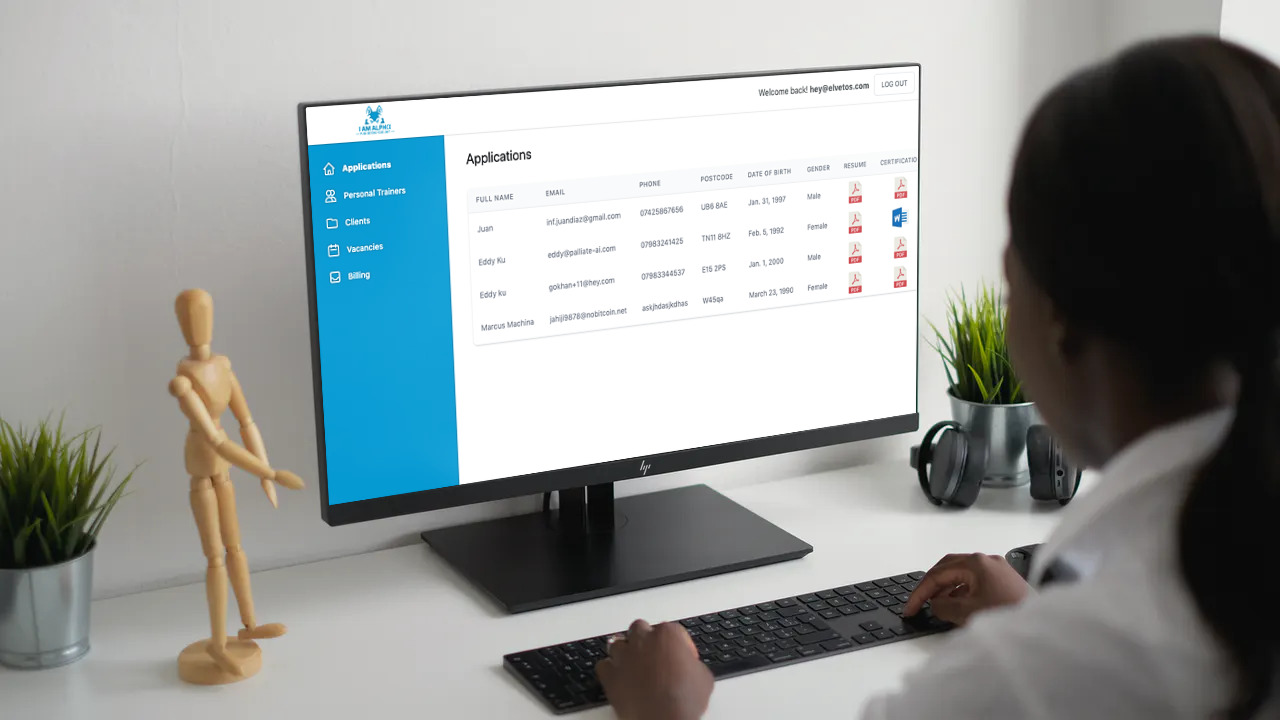 I AM ALPHA
Welcome back! hey@elvetos.com
LOG OUT
Applications
Personal Trainers
Clients
Vacancies
Billing
Applications
FULL NAME EMAIL PHONE POSTCODE DATE OF BIRTH GENDER RESUME CERTIFICATIO
Juan inf.juandiaz@gmail.com 07425867656 UB6 8AE Jan. 31, 1997 Male PDF PDF
Eddy Ku eddy@palliate-ai.com 07983241425 TN11 8HZ Feb. 5, 1992 Female PDF W
Eddy ku gokhan+11@hey.com 07983344537 E15 2PS Jan. 1, 2000 Male PDF PDF
Marcus Machina jahiji9878@nobitcoin.net askjhdasjkdhas W45qa March 23, 1990 Female PDF PDF
hp